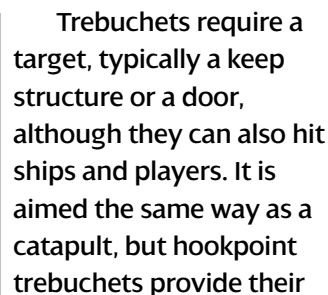 Trebuchets require a
target, typically a keep
structure or a door,
although they can also hit
ships and players. It is
aimed the same way as a
catapult, but hookpoint
trebuchets provide their